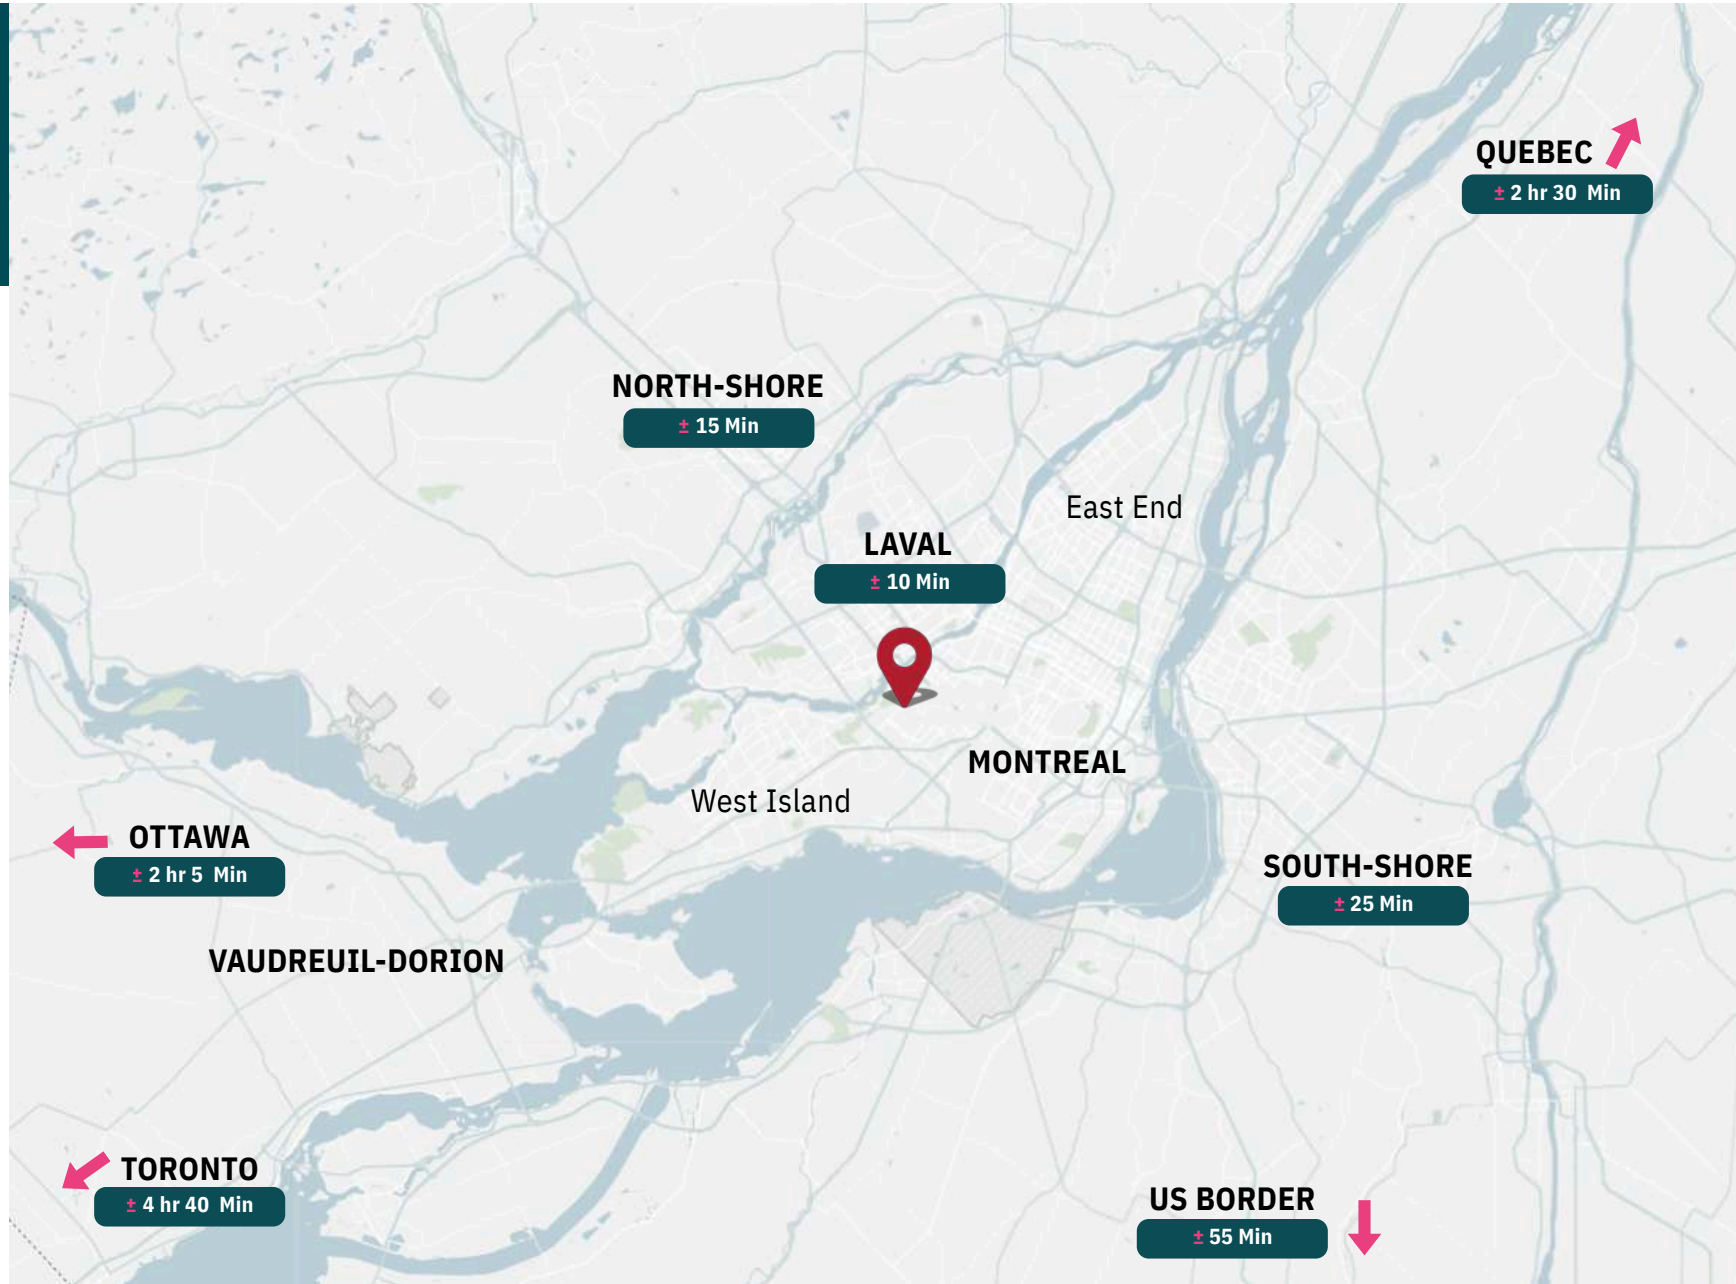 QUEBEC
± 2 hr 30 Min
NORTH-SHORE
± 15 Min
East End
LAVAL
± 10 Min
MONTREAL
West Island
OTTAWA
± 2 hr 5 Min
SOUTH-SHORE
± 25 Min
VAUDREUIL-DORION
TORONTO
± 4 hr 40 Min
US BORDER
± 55 Min